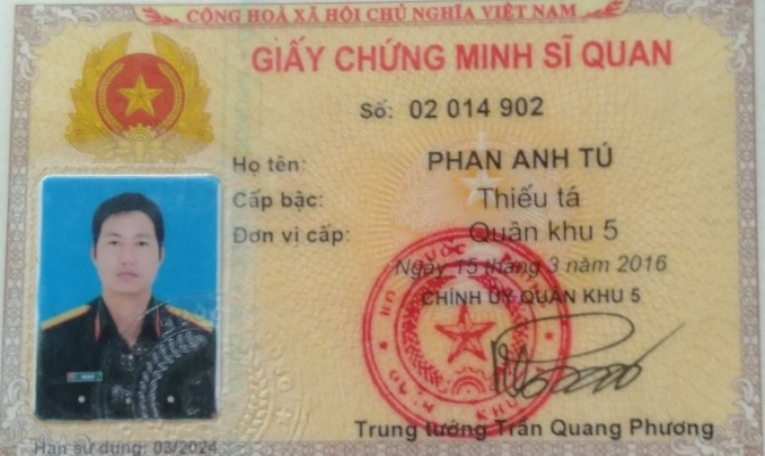 CỘNG HOÀ XÃ HỘI CHỦ NGHĨA VIỆT NAM
GIẤY CHỨNG MINH SĨ QUAN
Số: 02 014 902
Họ tên: PHAN ANH TÚ
Cấp bậc: Thiếu tá
Đơn vị cấp: Quân khu 5
Ngày 15 tháng 3 năm 2016
CHÍNH ỦY QUÂN KHU 5
Trung tướng Trần Quang Phương
Hạn sử dụng: 03/2024